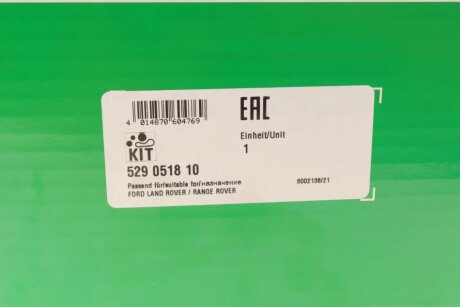 4 014870 604769
EAC
KIT
Einheit/Unit
1
529 0518 10
Passend für/suitable for/назначение
6002138/21
FORD LAND ROVER / RANGE ROVER